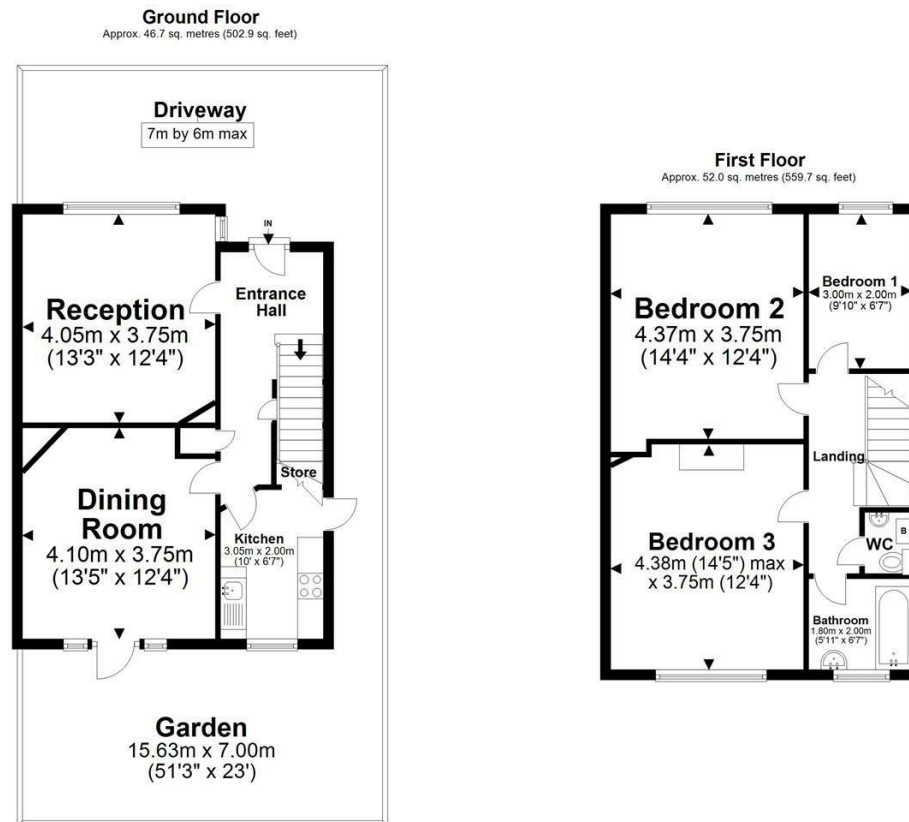 Ground Floor
Approx. 46.7 sq. metres (502.9 sq. feet)
Driveway
7m by 6m max
IN
Entrance
Hall
Reception
4.05m x 3.75m
(13'3" x 12'4")
Store
Dining
Room
4.10m x 3.75m
(13'5" x 12'4")
Kitchen
3.05m x 2.00m
(10' x 6'7")
Garden
15.63m x 7.00m
(51'3" x 23')
First Floor
Approx. 52.0 sq. metres (559.7 sq. feet)
Bedroom 1
3.00m x 2.00m
(9'10" x 6'7")
Bedroom 2
4.37m x 3.75m
(14'4" x 12'4")
Landing
Bedroom 3
4.38m (14'5") max
x 3.75m (12'4")
WC
B
Bathroom
1.80m x 2.00m
(5'11" x 6'7")